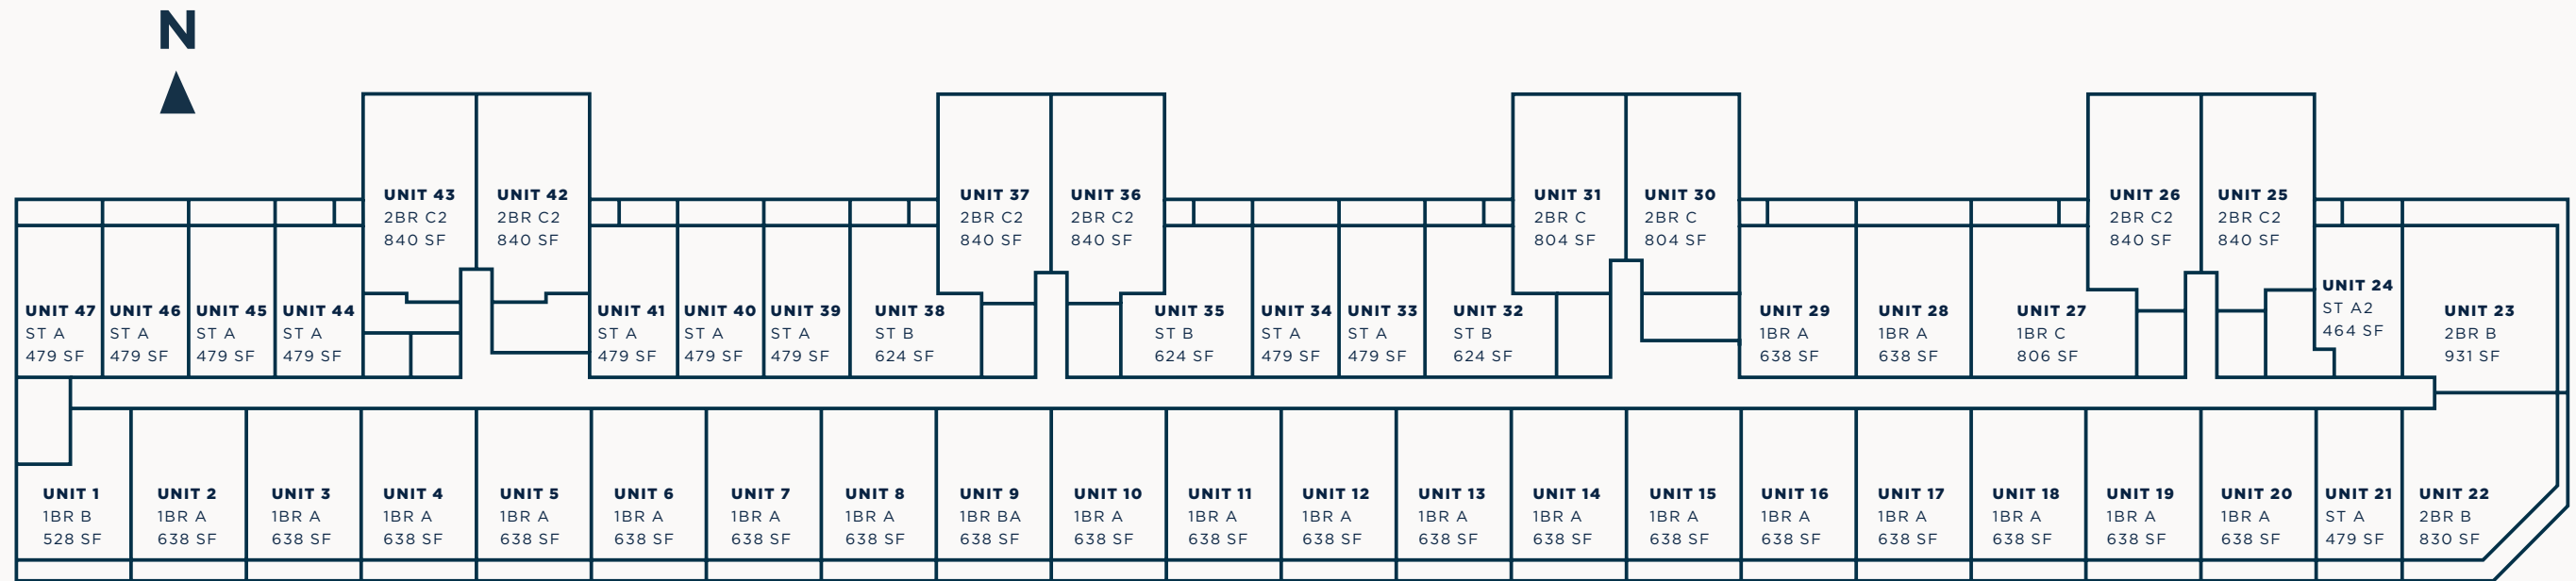 N
UNIT 43
2BR C2
840 SF
UNIT 42
2BR C2
840 SF
UNIT 37
2BR C2
840 SF
UNIT 36
2BR C2
840 SF
UNIT 31
2BR C
804 SF
UNIT 30
2BR C
804 SF
UNIT 26
2BR C2
840 SF
UNIT 25
2BR C2
840 SF
UNIT 47
ST A
479 SF
UNIT 46
ST A
479 SF
UNIT 45
ST A
479 SF
UNIT 44
ST A
479 SF
UNIT 41
ST A
479 SF
UNIT 40
ST A
479 SF
UNIT 39
ST A
479 SF
UNIT 38
ST B
624 SF
UNIT 35
ST B
624 SF
UNIT 34
ST A
479 SF
UNIT 33
ST A
479 SF
UNIT 32
ST B
624 SF
UNIT 29
1BR A
638 SF
UNIT 28
1BR A
638 SF
UNIT 27
1BR C
806 SF
UNIT 24
ST A2
464 SF
UNIT 23
2BR B
931 SF
UNIT 1
1BR B
528 SF
UNIT 2
1BR A
638 SF
UNIT 3
1BR A
638 SF
UNIT 4
1BR A
638 SF
UNIT 5
1BR A
638 SF
UNIT 6
1BR A
638 SF
UNIT 7
1BR A
638 SF
UNIT 8
1BR A
638 SF
UNIT 9
1BR BA
638 SF
UNIT 10
1BR A
638 SF
UNIT 11
1BR A
638 SF
UNIT 12
1BR A
638 SF
UNIT 13
1BR A
638 SF
UNIT 14
1BR A
638 SF
UNIT 15
1BR A
638 SF
UNIT 16
1BR A
638 SF
UNIT 17
1BR A
638 SF
UNIT 18
1BR A
638 SF
UNIT 19
1BR A
638 SF
UNIT 20
1BR A
638 SF
UNIT 21
ST A
479 SF
UNIT 22
2BR B
830 SF